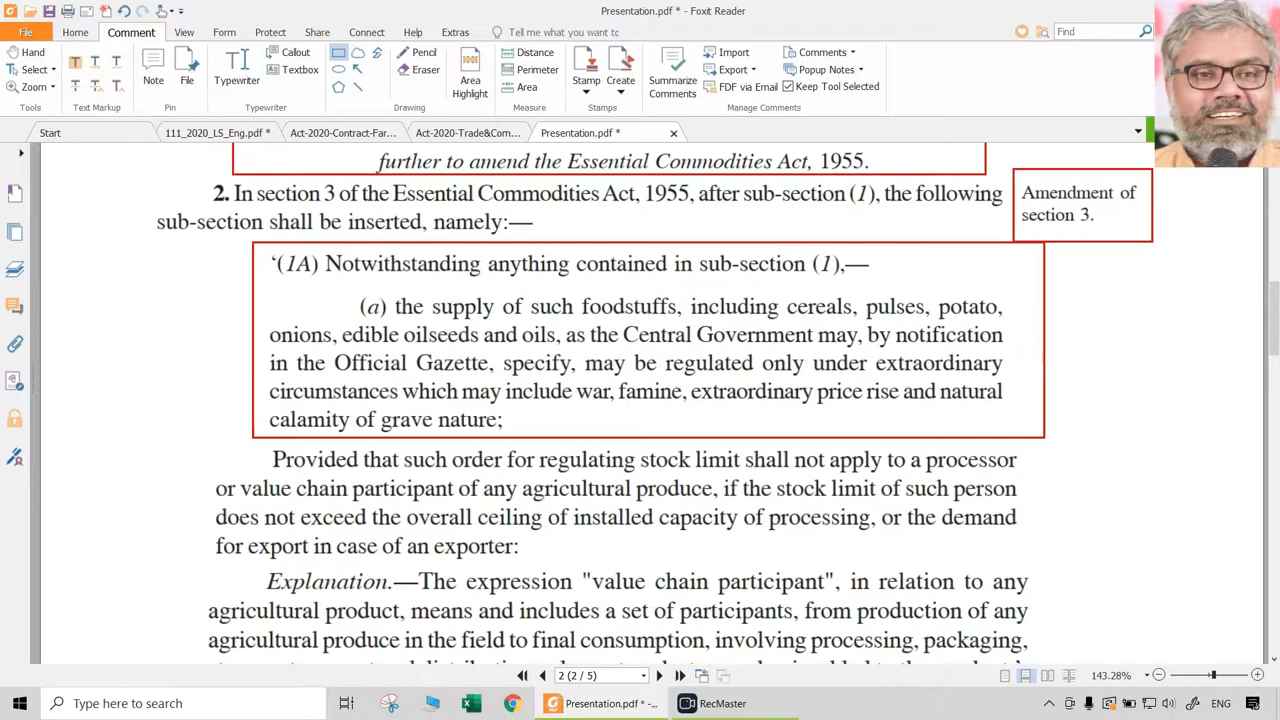 Presentation.pdf * - Foxit Reader
File Home Comment View Form Protect Share Connect Help Extras Tell me what you want to Find
Hand
Select
Zoom
Tools
Text Markup
Note
File
Pin
Typewriter
Callout
Textbox
Typewriter
Pencil
Eraser
Drawing
Area
Highlight
Distance
Perimeter
Area
Measure
Stamp
Create
Stamps
Summarize
Comments
Import
Export
FDF via Email
Comments
Popup Notes
Keep Tool Selected
Manage Comments
Start 111_2020_LS_Eng.pdf * Act-2020-Contract-Far... Act-2020-Trade&Com... Presentation.pdf *
further to amend the Essential Commodities Act, 1955.
2. In section 3 of the Essential Commodities Act, 1955, after sub-section (1), the following
sub-section shall be inserted, namely:—
Amendment of
section 3.
‘(1A) Notwithstanding anything contained in sub-section (1),—
(a) the supply of such foodstuffs, including cereals, pulses, potato,
onions, edible oilseeds and oils, as the Central Government may, by notification
in the Official Gazette, specify, may be regulated only under extraordinary
circumstances which may include war, famine, extraordinary price rise and natural
calamity of grave nature;
Provided that such order for regulating stock limit shall not apply to a processor
or value chain participant of any agricultural produce, if the stock limit of such person
does not exceed the overall ceiling of installed capacity of processing, or the demand
for export in case of an exporter:
Explanation.—The expression "value chain participant", in relation to any
agricultural product, means and includes a set of participants, from production of any
agricultural produce in the field to final consumption, involving processing, packaging,
2 (2 / 5)
143.28%
Type here to search
Presentation.pdf * -...
RecMaster
ENG